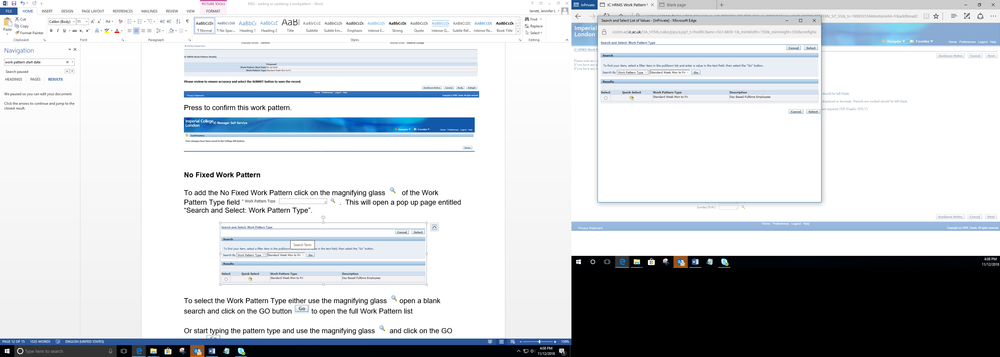 MSS - adding or updating a workpattern - Word
PICTURE TOOLS
Jarrett, Jennifer L
FILE HOME INSERT DESIGN PAGE LAYOUT REFERENCES MAILINGS REVIEW VIEW FORMAT
Paste
Cut
Copy
Format Painter
Clipboard
Calibri (Body) 11
Font
Paragraph
AaBbCcDc AaBbCcDd AaBbC AaBbCcD AaB
¶ Normal ¶ No Spac... Heading 1 Heading 2 Title Subtitle Subtle Em... Emphasis Intense E... Strong Quote Intense Q... Subtle Ref... Intense Re... Book Title
Styles
Find
Replace
Select
Editing
Navigation
work pattern start date
Search paused
HEADINGS PAGES RESULTS
We paused so you can edit your document.
Click the arrows to continue and jump to the
closest result.
Indicates Changed Items.
IC HRMS Work Pattern Weekly
Proposed
Work Pattern Start Date 06-Jul-2018
Work Pattern Type Standard Week Mon to Fri
Please review to ensure accuracy and select the SUBMIT button to save the record.
Guidance Notes Cancel Back Submit
Home Preferences Logout Help
Privacy Statement
Copyright (c) 2008, Oracle. All rights reserved.
Press to confirm this work pattern.
Imperial College
London
IC Manager Self Service
Navigator Favorites Home Preferences Logout Help
Confirmation
Your changes have been saved to the College HR System.
Home
No Fixed Work Pattern
To add the No Fixed Work Pattern click on the magnifying glass of the Work
Pattern Type field * Work Pattern Type . This will open a pop up page entitled
“Search and Select: Work Pattern Type”.
Search and Select: Work Pattern Type
Cancel Select
Search
Search Term
To find your item, select a filter item in the pulldown in the text field, then select the "Go" button.
Search By Work Pattern Type Standard Week Mon to Fri × Go
Results
Select Quick Select Work Pattern Type Description
Standard Week Mon to Fri Day Based Fulltime Employees
To select the Work Pattern Type either use the magnifying glass open a blank
search and click on the GO button Go to open the full Work Pattern list
Or start typing the pattern type and use the magnifying glass and click on the GO
PAGE 12 OF 15 1525 WORDS ENGLISH (UNITED STATES) 150%
Type here to search
4:08 PM
11/12/2018
InPrivate IC HRMS Work Pattern Blank page
Imperial
London
Navigator Favorites
Home Preferences Logout Help
IC HRMS Work P
Guidance Notes Cancel Next
Please note any c
If you have any p
If you have any s
Search and Select List of Values - [InPrivate] - Microsoft Edge
icistrn.ad.ic.ac.uk/OA_HTML/cabo/jsps/a.jsp?_t=fredRC&enc=ISO-8859-1&_minWidth=750&_minHeight=550&configNa
Search and Select: Work Pattern Type
Cancel Select
Search
To find your item, select a filter item in the pulldown list and enter a value in the text field, then select the "Go" button.
Search By Work Pattern Type Standard Week Mon to Fri × Go
Results
Select Quick Select Work Pattern Type Description
Standard Week Mon to Fri Day Based Fulltime Employees
Cancel Select
should be left blank.
displayed in decimals. Periods not worked should be left blank.
not required (WP Weekly ONLY)
Sunday (P.M.)
Guidance Notes Cancel Next
Home Preferences Logout Help
Privacy Statement
Copyright (c) 2008, Oracle. All rights reserved.
4:08 PM
11/12/2018